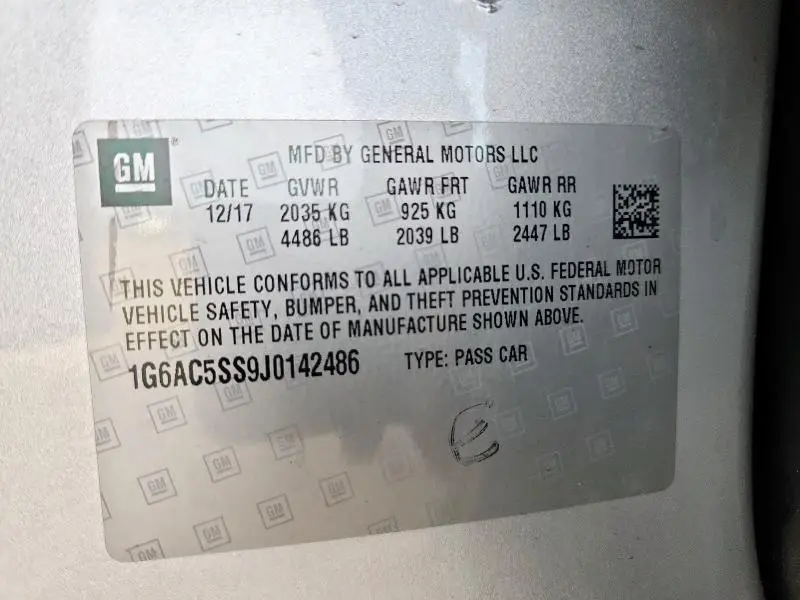 GM
MFD BY GENERAL MOTORS LLC
DATE GVWR GAWR FRT GAWR RR
12/17 2035 KG 925 KG 1110 KG
4486 LB 2039 LB 2447 LB
THIS VEHICLE CONFORMS TO ALL APPLICABLE U.S. FEDERAL MOTOR
VEHICLE SAFETY, BUMPER, AND THEFT PREVENTION STANDARDS IN
EFFECT ON THE DATE OF MANUFACTURE SHOWN ABOVE.
1G6AC5SS9J0142486 TYPE: PASS CAR